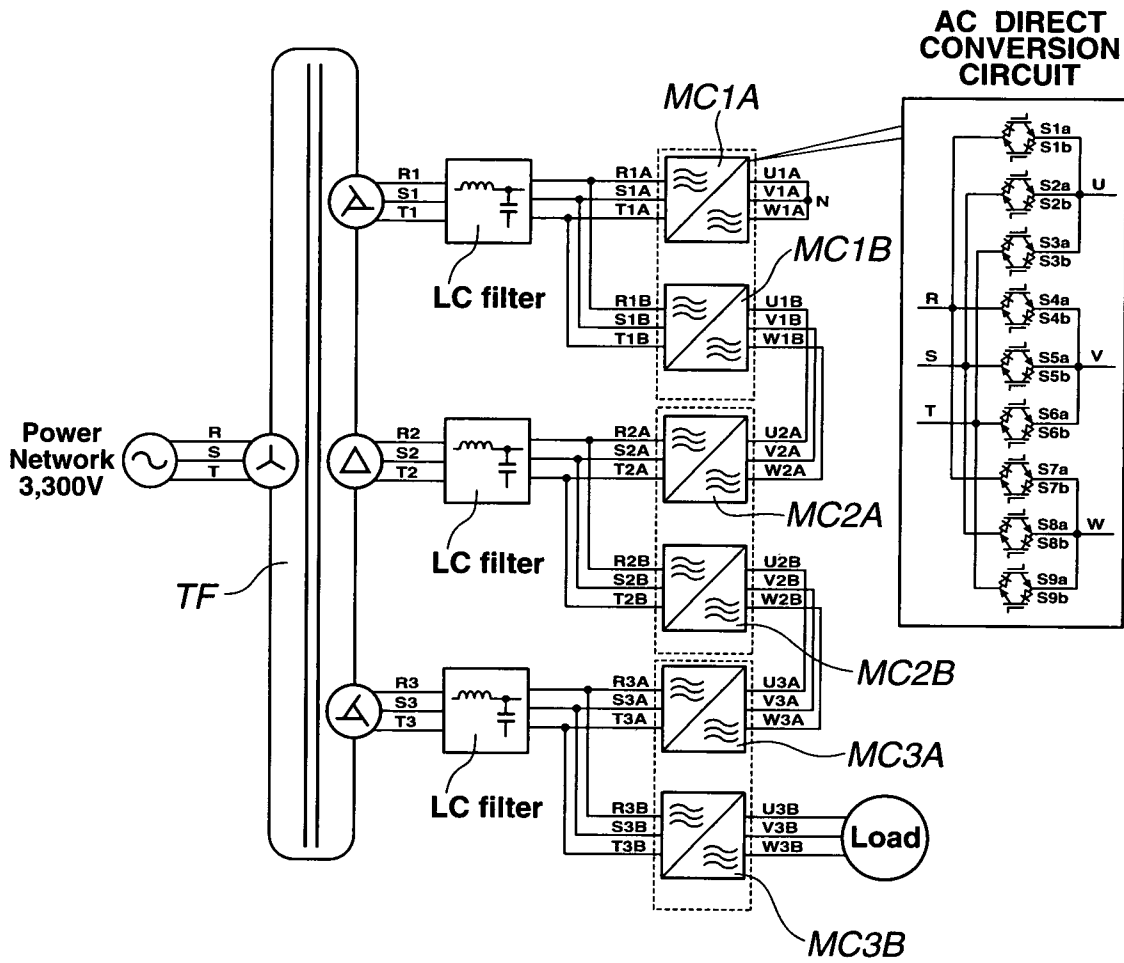 AC DIRECT
CONVERSION
CIRCUIT
MC1A
S1a
S1b
S2a
S2b
U
S3a
S3b
R
S4a
S4b
S
S5a
S5b
V
T
S6a
S6b
S7a
S7b
S8a
S8b
W
S9a
S9b
R1
S1
T1
LC filter
R1A
S1A
T1A
U1A
V1A
W1A
N
MC1B
R1B
S1B
T1B
U1B
V1B
W1B
Power
Network
3,300V
R
S
T
R2
S2
T2
LC filter
R2A
S2A
T2A
U2A
V2A
W2A
MC2A
R2B
S2B
T2B
U2B
V2B
W2B
MC2B
TF
R3
S3
T3
LC filter
R3A
S3A
T3A
U3A
V3A
W3A
MC3A
R3B
S3B
T3B
U3B
V3B
W3B
Load
MC3B